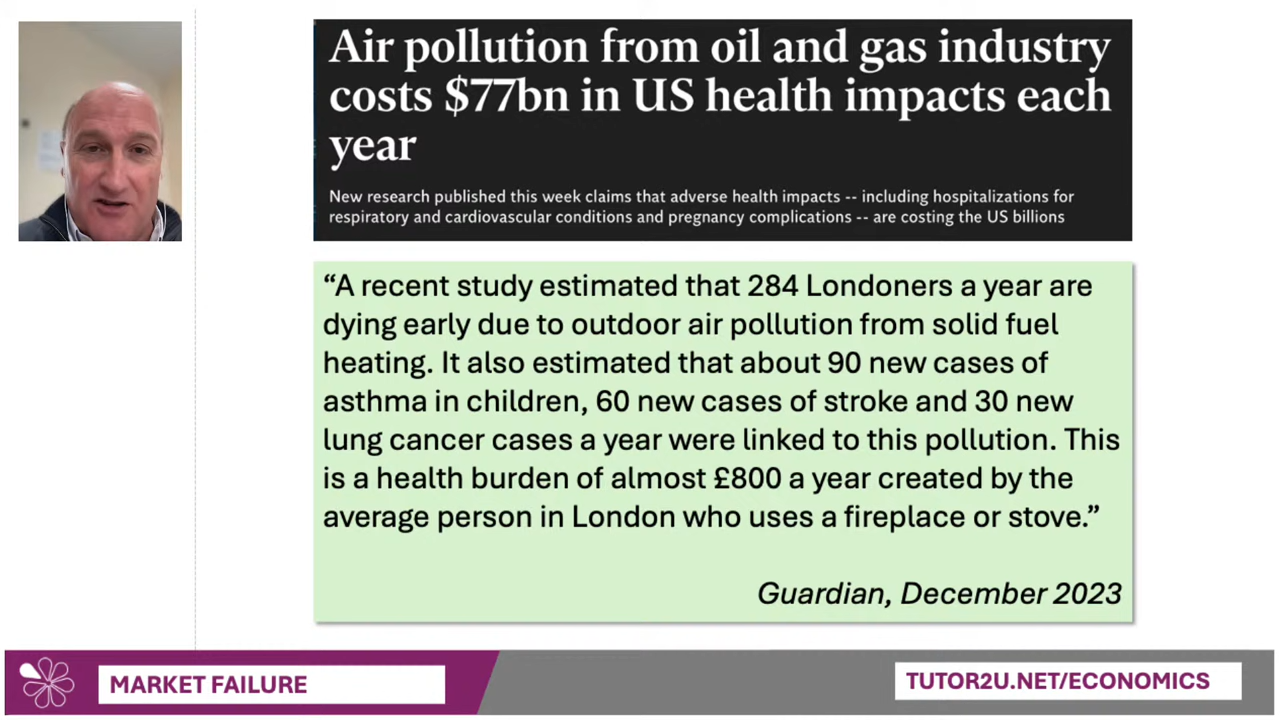 Air pollution from oil and gas industry
costs $77bn in US health impacts each
year
New research published this week claims that adverse health impacts -- including hospitalizations for
respiratory and cardiovascular conditions and pregnancy complications -- are costing the US billions
“A recent study estimated that 284 Londoners a year are
dying early due to outdoor air pollution from solid fuel
heating. It also estimated that about 90 new cases of
asthma in children, 60 new cases of stroke and 30 new
lung cancer cases a year were linked to this pollution. This
is a health burden of almost £800 a year created by the
average person in London who uses a fireplace or stove.”
Guardian, December 2023
MARKET FAILURE
TUTOR2U.NET/ECONOMICS